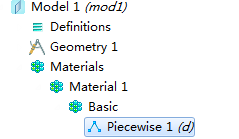 Model 1 (mod1)
Definitions
Geometry 1
Materials
Material 1
Basic
Piecewise 1 (d)